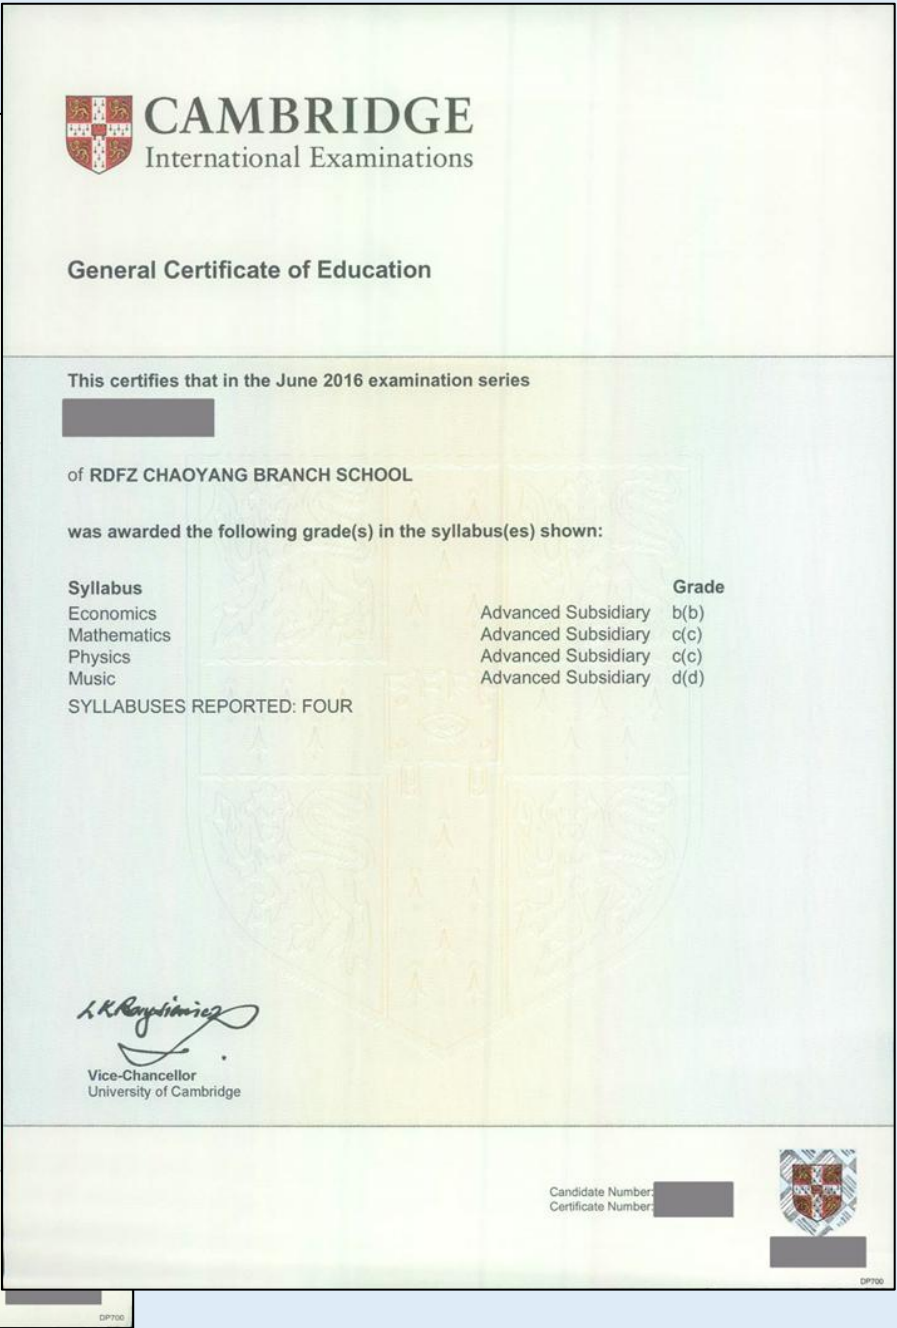 CAMBRIDGE
International Examinations
General Certificate of Education
This certifies that in the June 2016 examination series
of RDFZ CHAOYANG BRANCH SCHOOL
was awarded the following grade(s) in the syllabus(es) shown:
Syllabus Grade
Economics Advanced Subsidiary b(b)
Mathematics Advanced Subsidiary c(c)
Physics Advanced Subsidiary c(c)
Music Advanced Subsidiary d(d)
SYLLABUSES REPORTED: FOUR
Vice-Chancellor
University of Cambridge
Candidate Number:
Certificate Number:
DP700
DP700